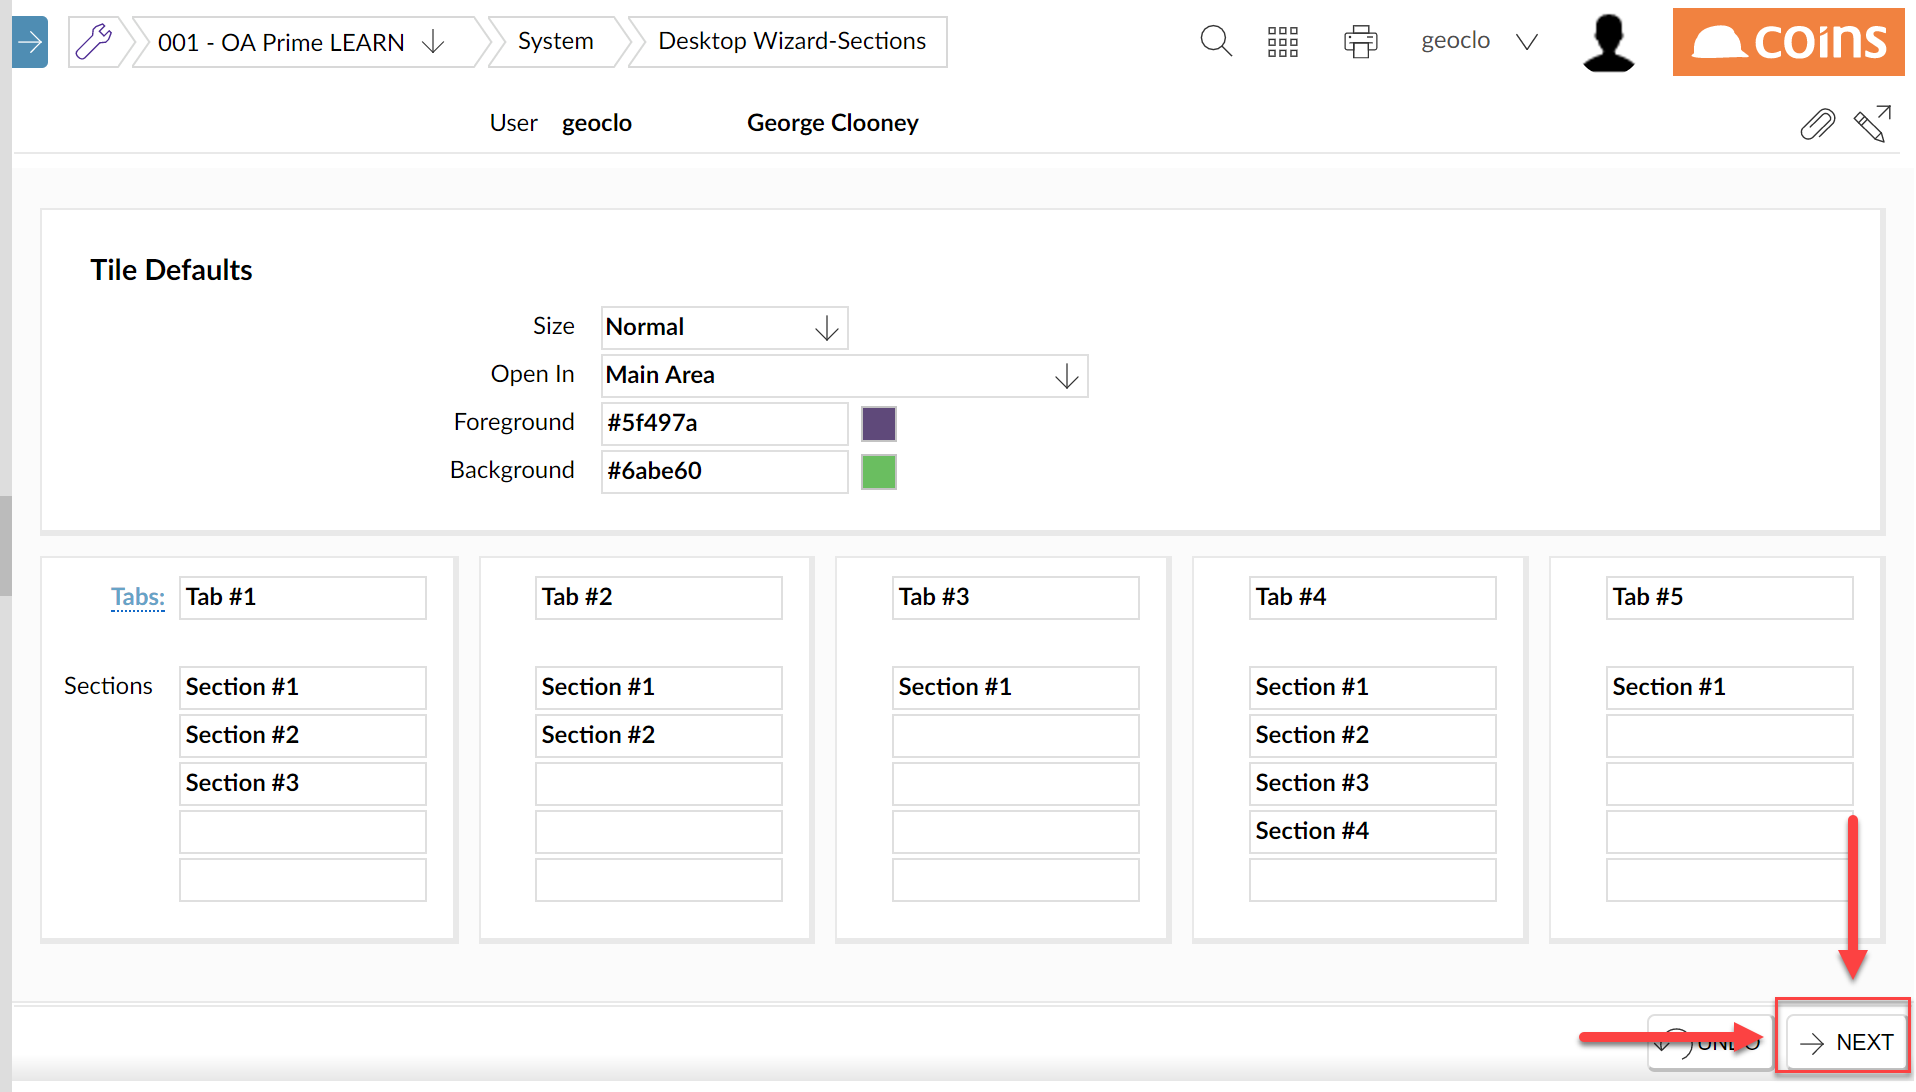 001 - OA Prime LEARN
System
Desktop Wizard-Sections
geoclo
coins
User geoclo George Clooney
Tile Defaults
Size Normal
Open In Main Area
Foreground #5f497a
Background #6abe60
Tabs: Tab #1 Tab #2 Tab #3 Tab #4 Tab #5
Sections Section #1 Section #1 Section #1 Section #1 Section #1
Section #2 Section #2 Section #2
Section #3 Section #3
Section #4
UNDO NEXT